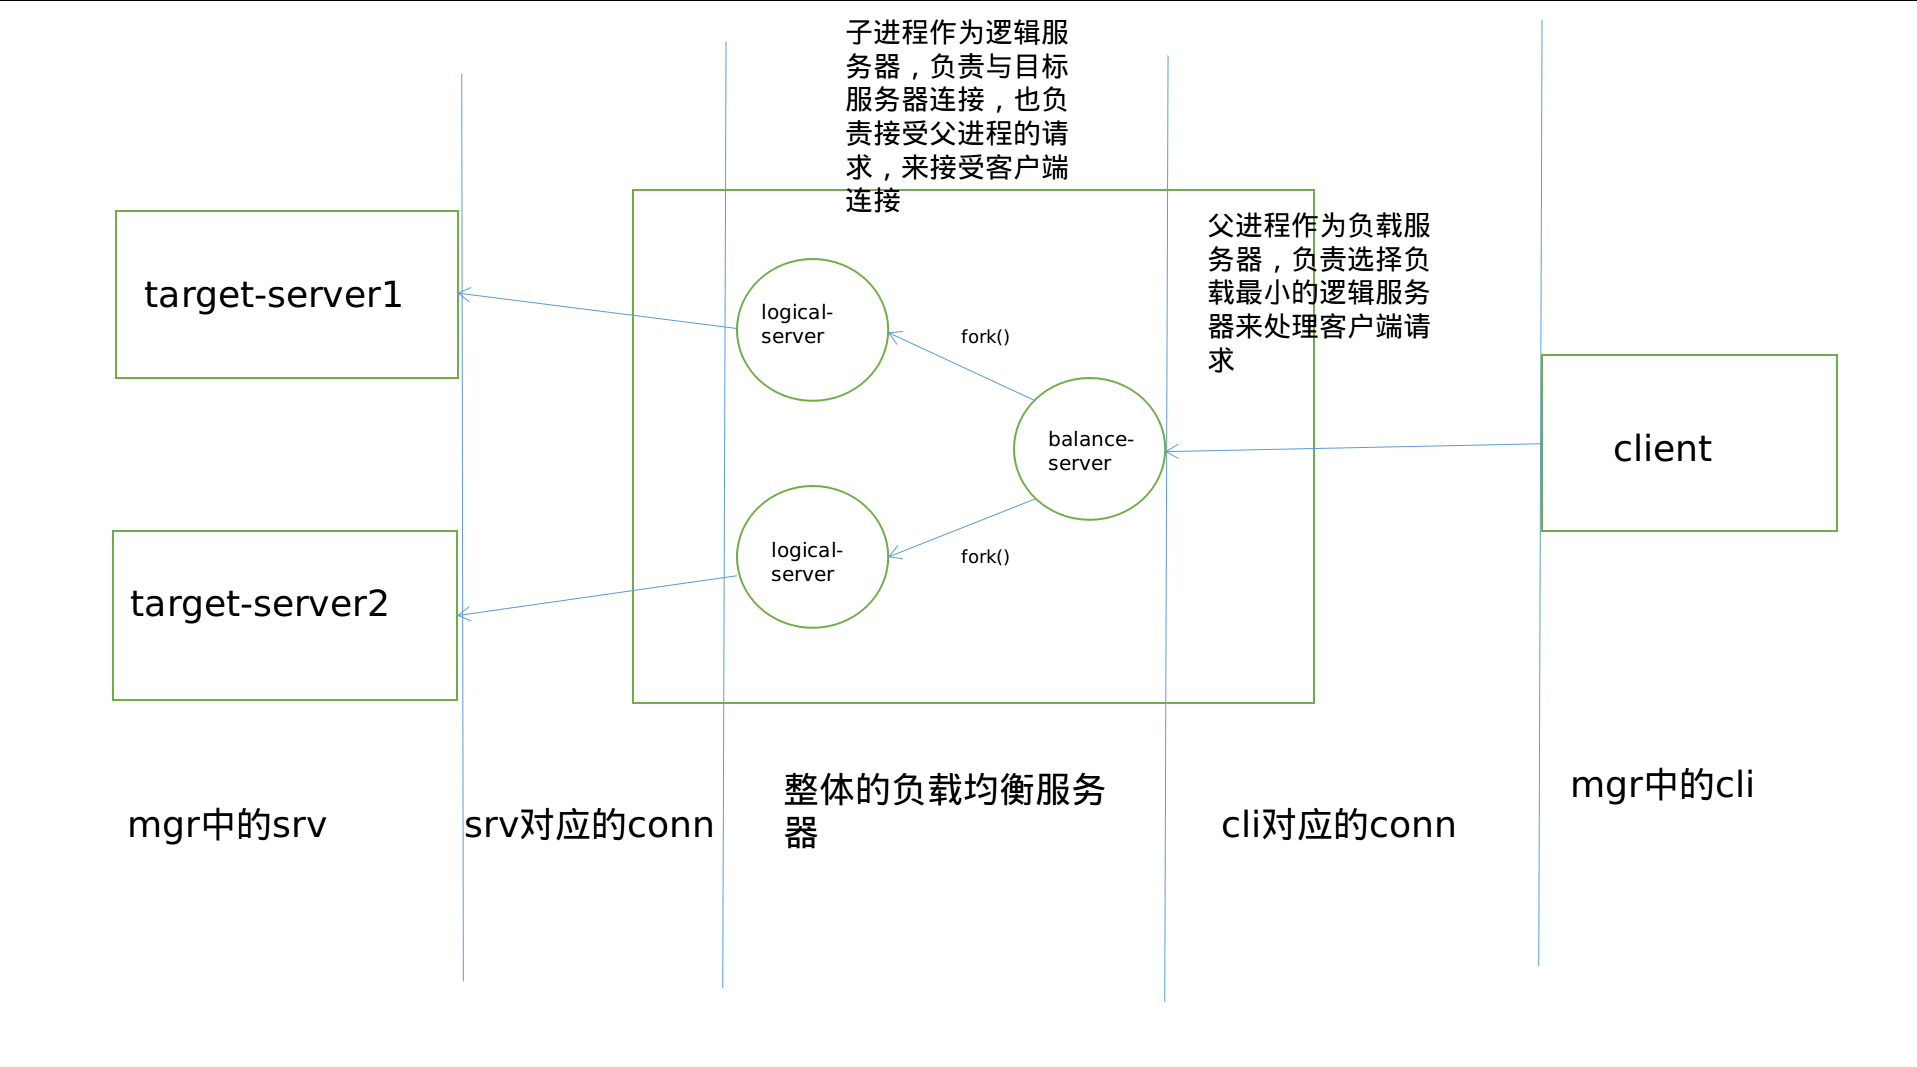 子进程作为逻辑服
务器，负责与目标
服务器连接，也负
责接受父进程的请
求，来接受客户端
连接
父进程作为负载服
务器，负责选择负
载最小的逻辑服务
器来处理客户端请
求
target-server1
logical-
server
fork()
balance-
server
client
logical-
server
fork()
target-server2
mgr中的srv
srv对应的conn
整体的负载均衡服务
器
cli对应的conn
mgr中的cli